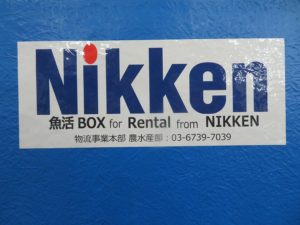 Nikken
魚活 BOX for Rental from NIKKEN
物流事業本部 農水産部 : 03-6739-7039